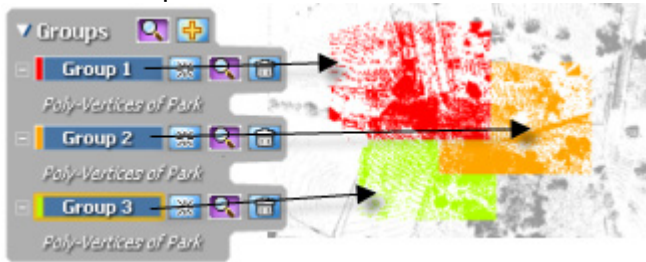 Groups
Group 1
Poly-Vertices of Park
Group 2
Poly-Vertices of Park
Group 3
Poly-Vertices of Park